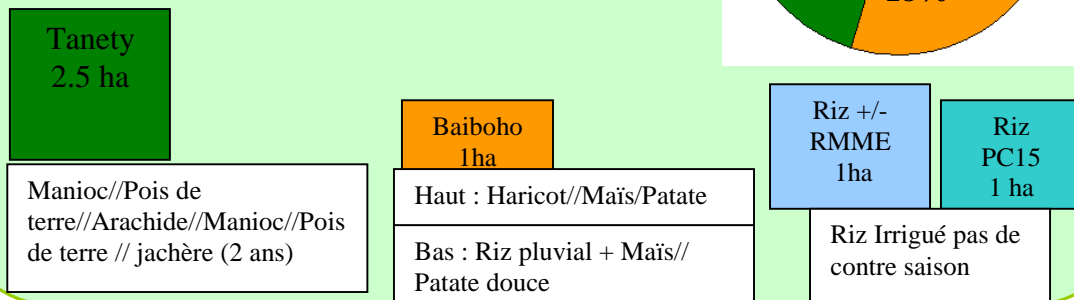 Tanety
2.5 ha
Manioc//Pois de
terre//Arachide//Manioc//Pois
de terre // jachère (2 ans)
Baiboho
1ha
Haut : Haricot//Maïs/Patate
Bas : Riz pluvial + Maïs//
Patate douce
Riz +/-
RMME
1ha
Riz
PC15
1 ha
Riz Irrigué pas de
contre saison